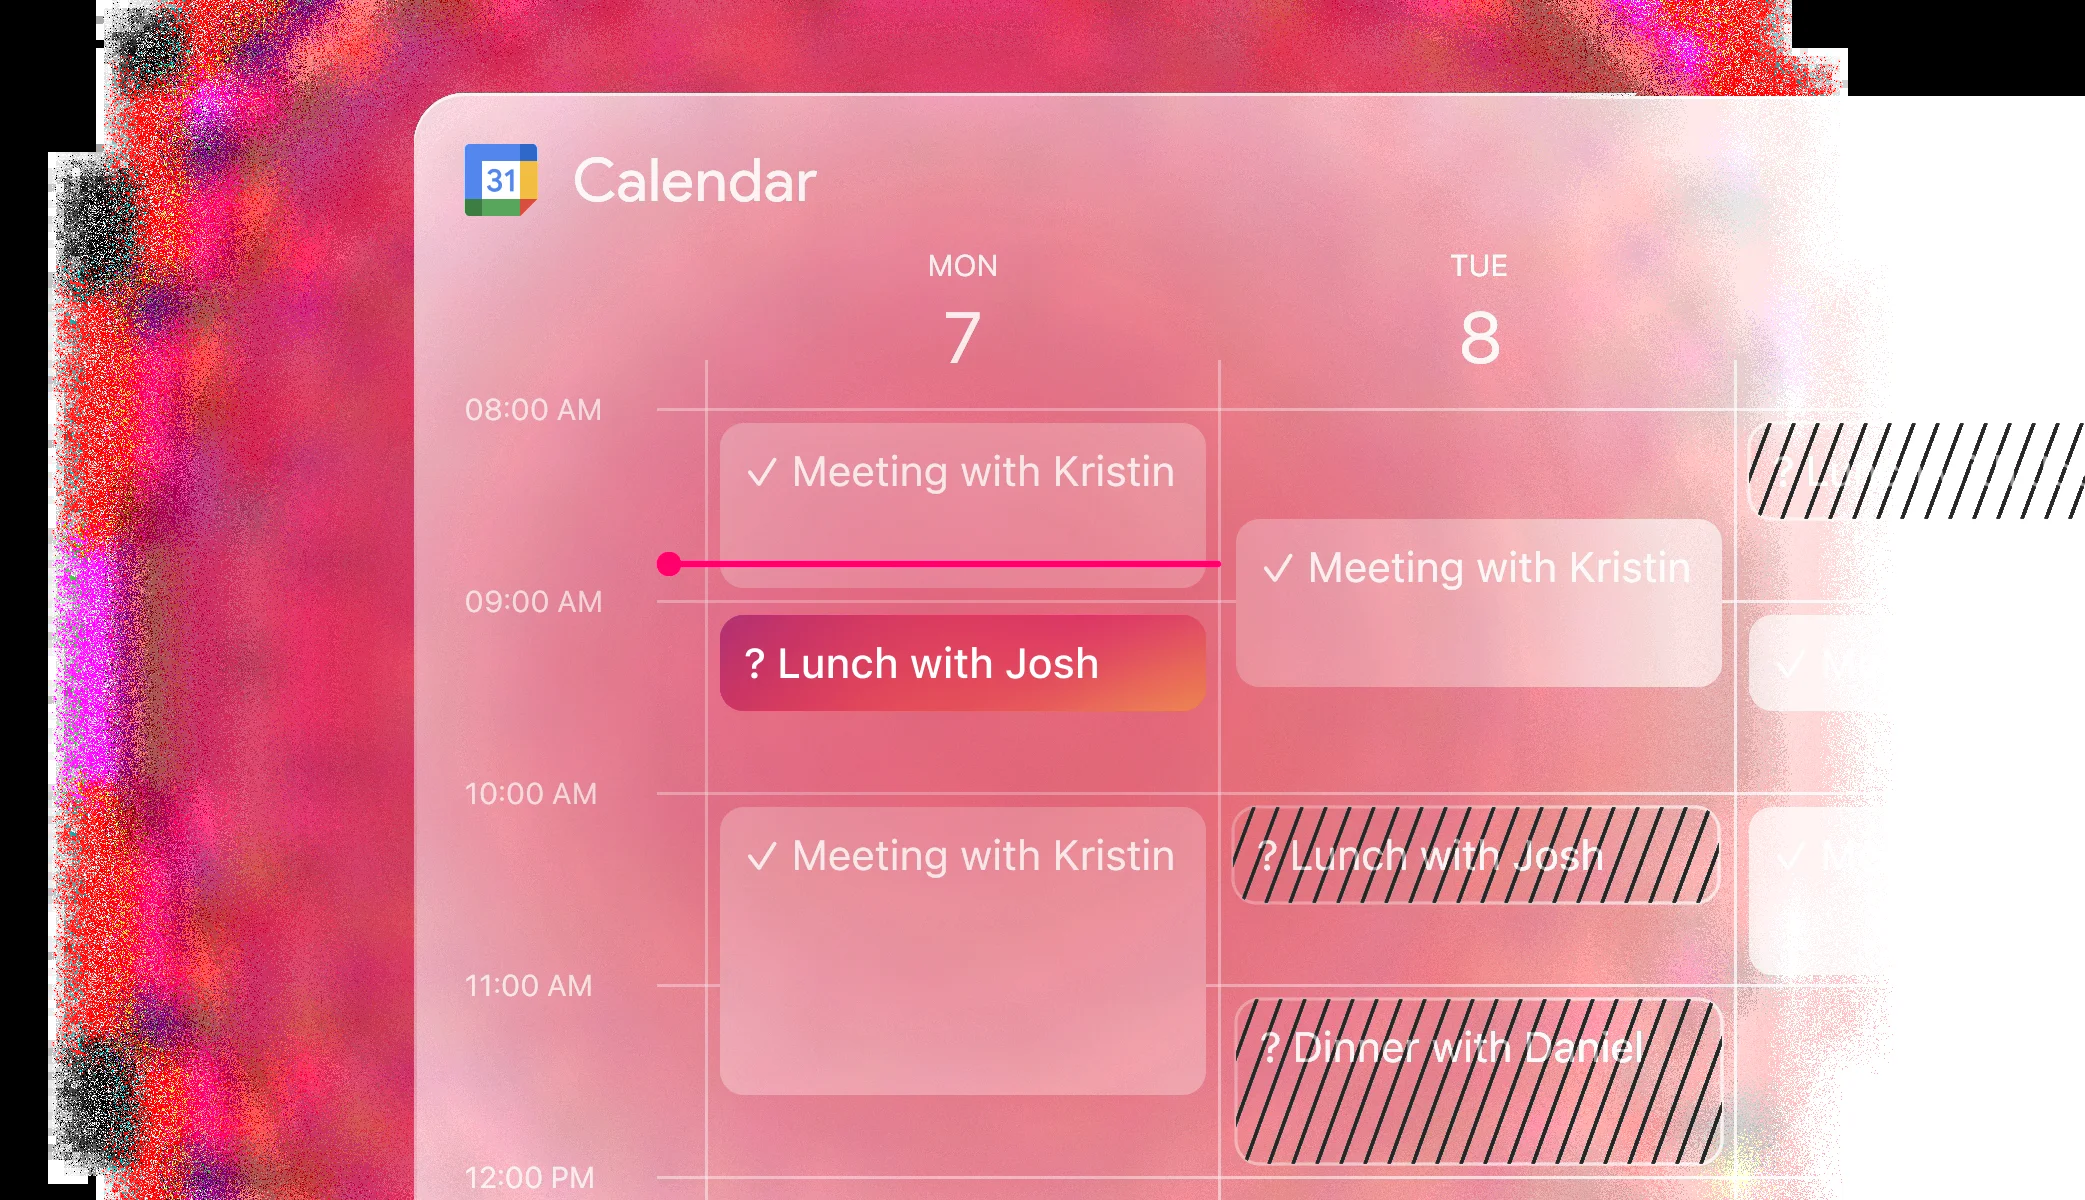 31
Calendar
MON
TUE
7
8
08:00 AM
✓ Meeting with Kristin
✓ Meeting with Kristin
09:00 AM
? Lunch with Josh
10:00 AM
✓ Meeting with Kristin
? Lunch with Josh
11:00 AM
? Dinner with Daniel
12:00 PM